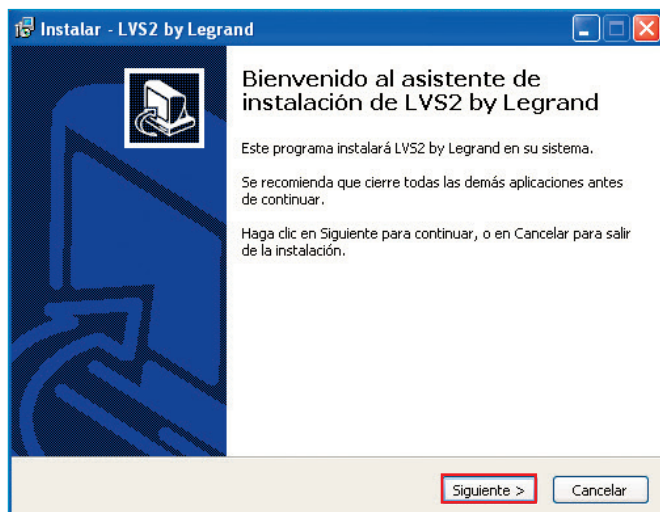 Instalar - LVS2 by Legrand
Bienvenido al asistente de
instalación de LVS2 by Legrand
Este programa instalará LVS2 by Legrand en su sistema.
Se recomienda que cierre todas las demás aplicaciones antes
de continuar.
Haga clic en Siguiente para continuar, o en Cancelar para salir
de la instalación.
Siguiente >
Cancelar